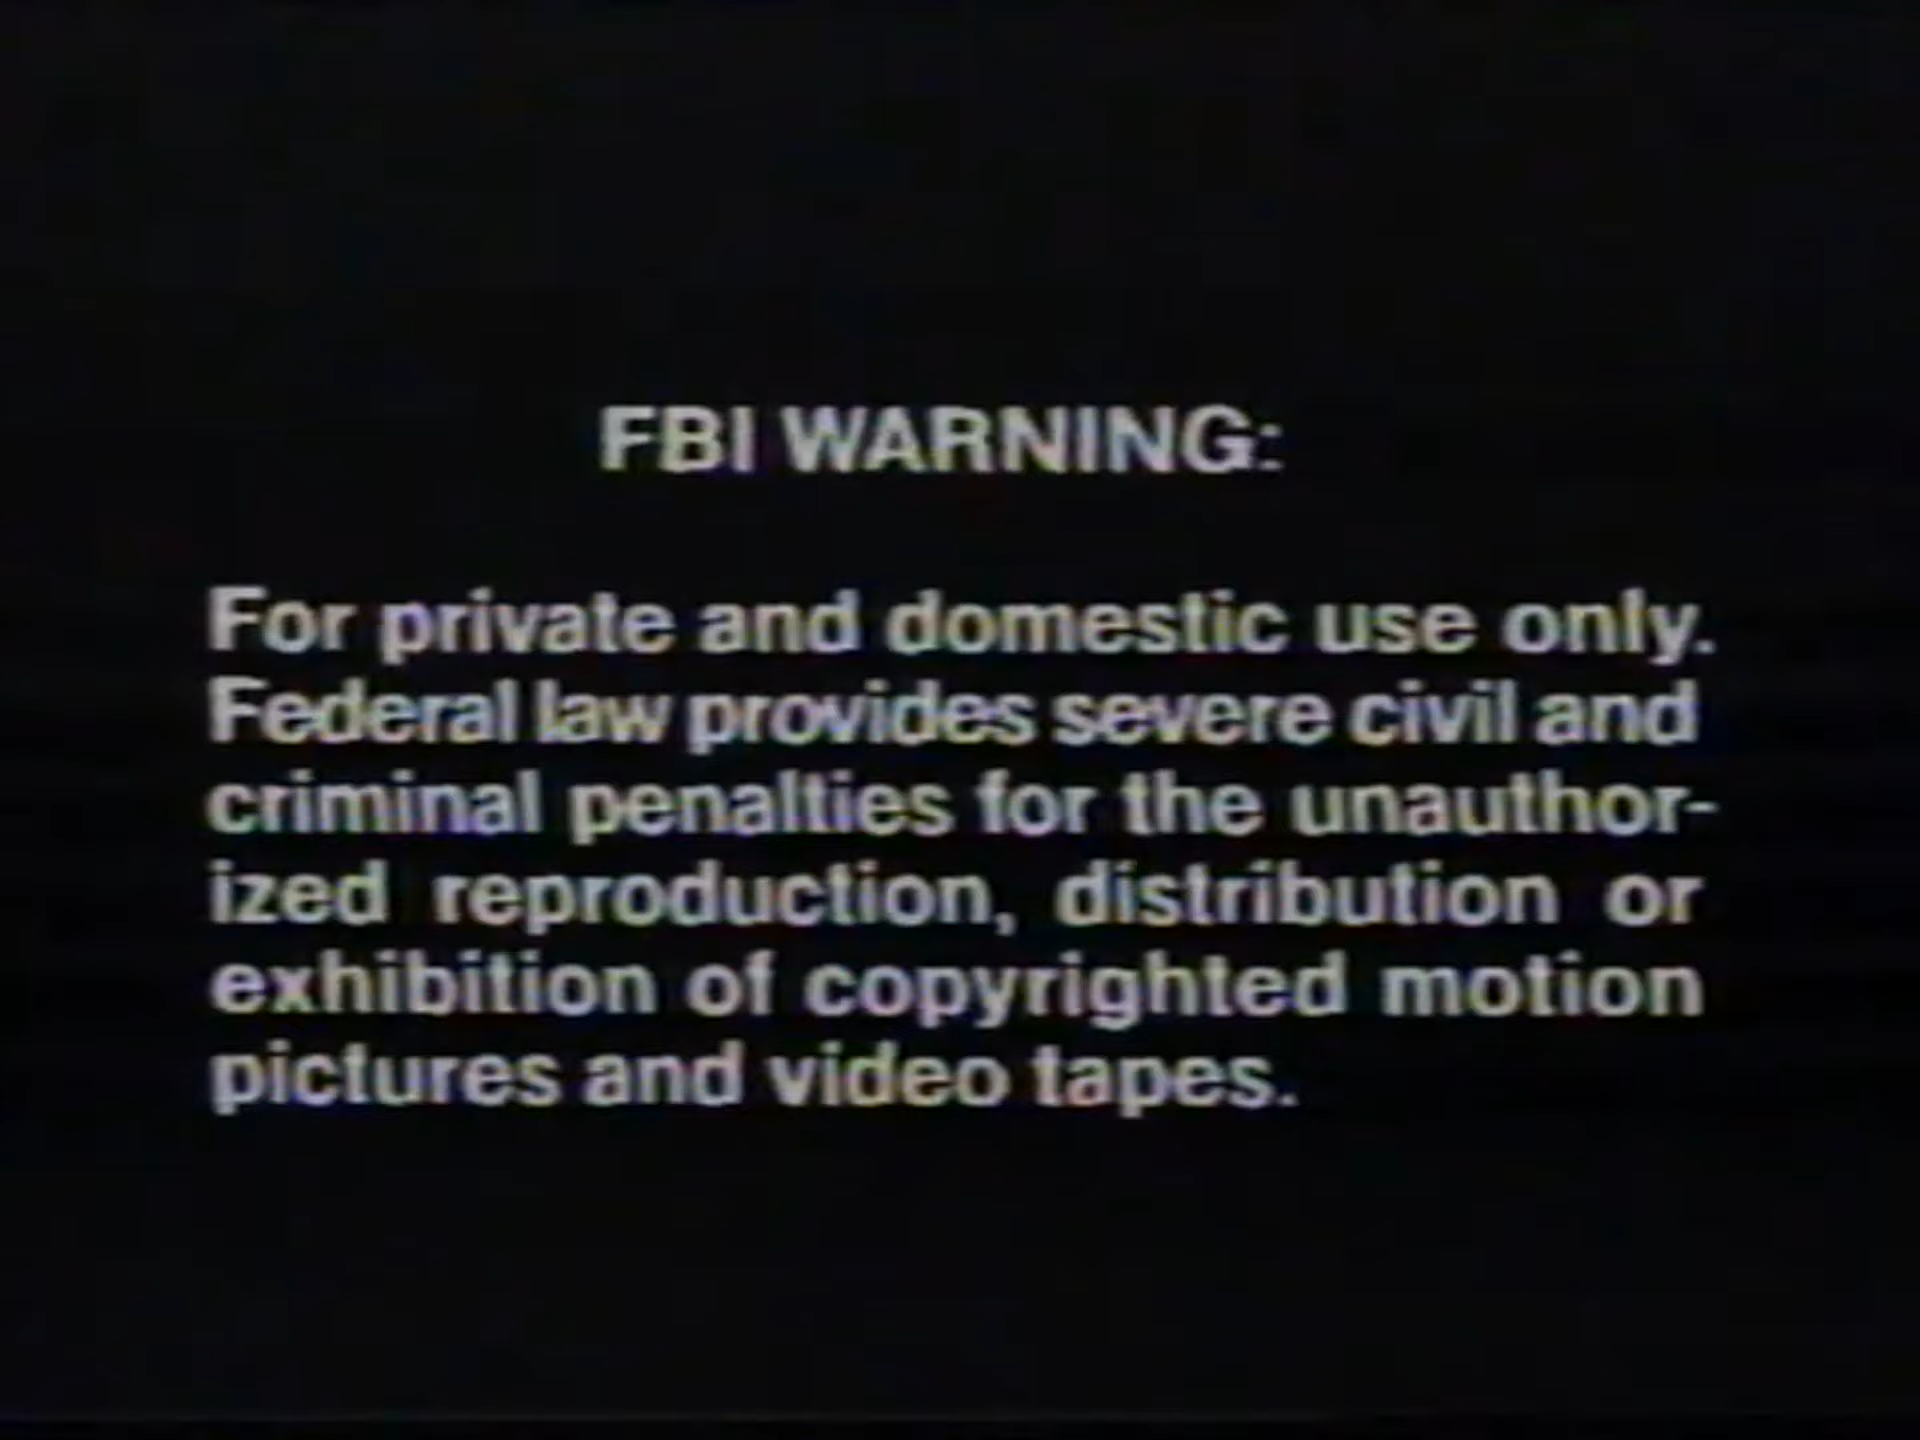 FBI WARNING:
For private and domestic use only.
Federal law provides severe civil and
criminal penalties for the unauthor-
ized reproduction, distribution or
exhibition of copyrighted motion
pictures and video tapes.